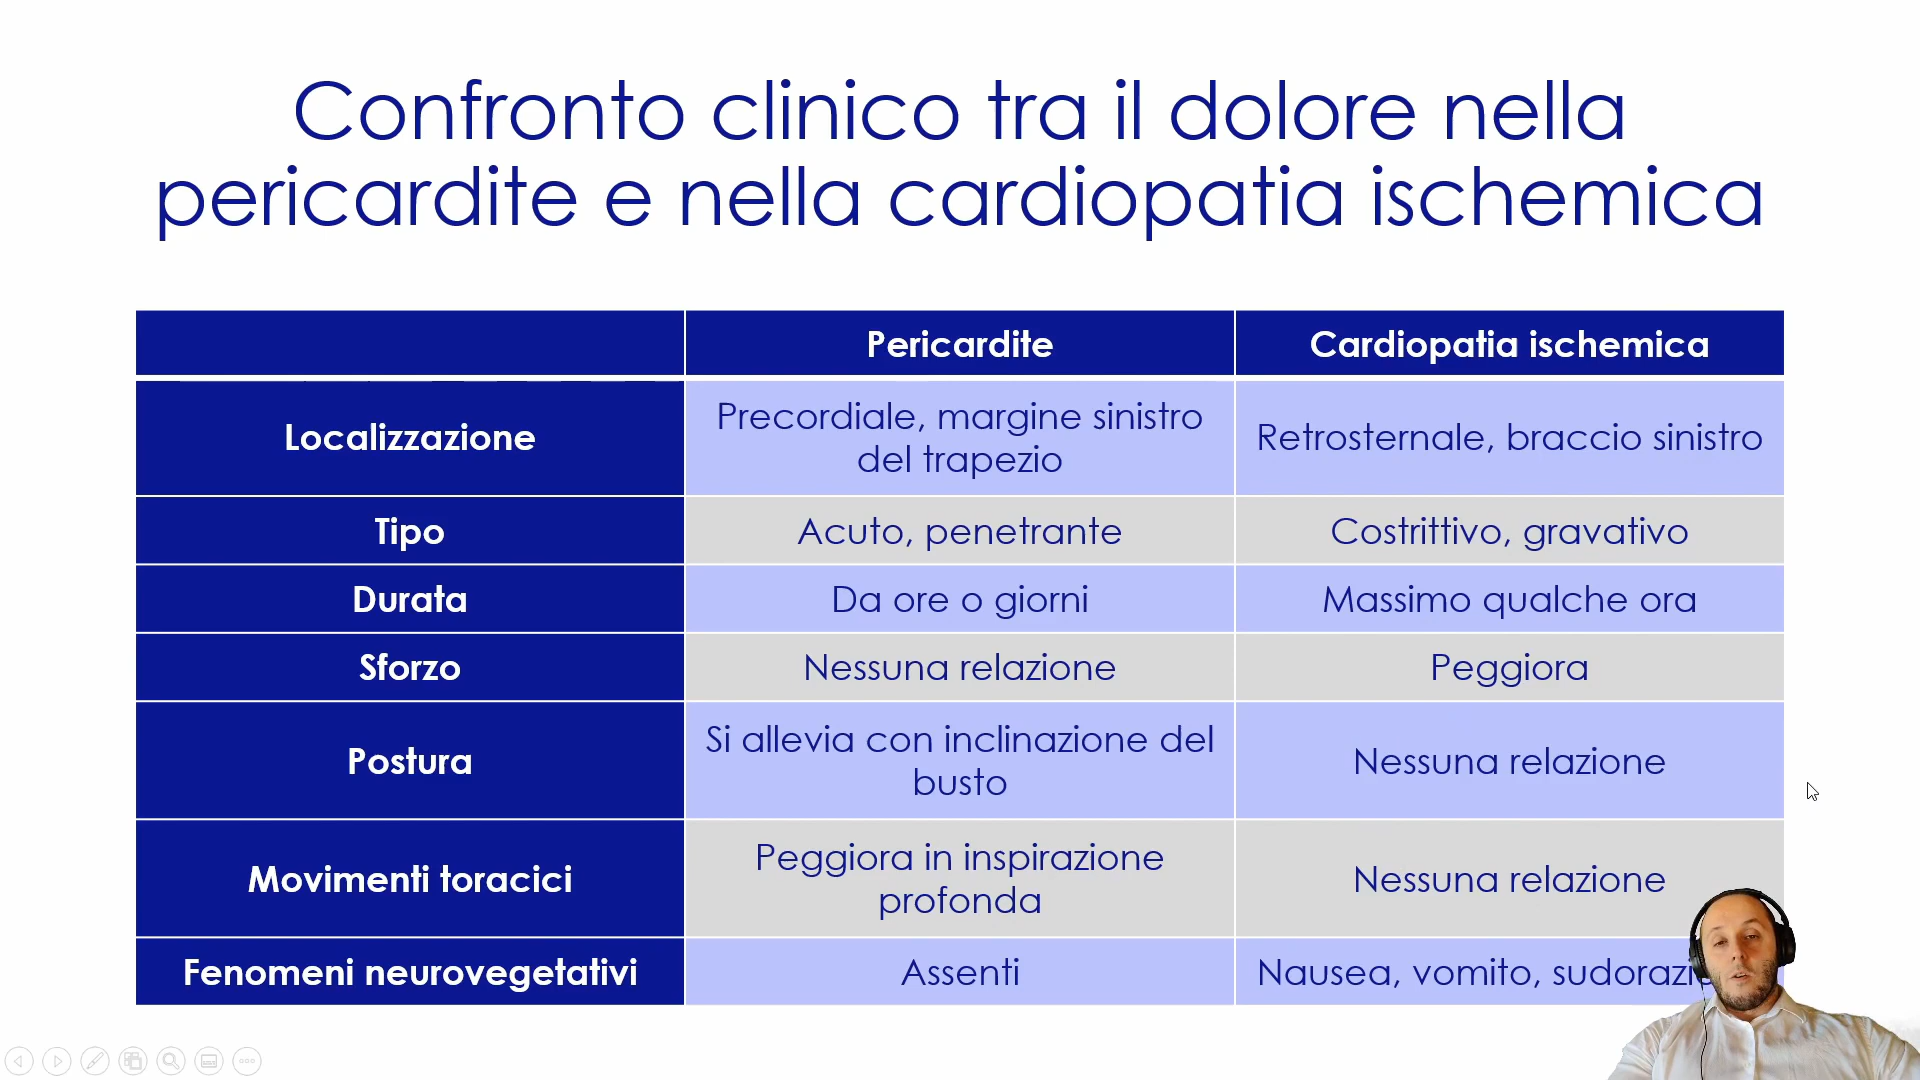 Confronto clinico tra il dolore nella
pericardite e nella cardiopatia ischemica
Pericardite
Cardiopatia ischemica
Localizzazione
Precordiale, margine sinistro
del trapezio
Retrosternale, braccio sinistro
Tipo
Acuto, penetrante
Costrittivo, gravativo
Durata
Da ore o giorni
Massimo qualche ora
Sforzo
Nessuna relazione
Peggiora
Postura
Si allevia con inclinazione del
busto
Nessuna relazione
Movimenti toracici
Peggiora in inspirazione
profonda
Nessuna relazione
Fenomeni neurovegetativi
Assenti
Nausea, vomito,